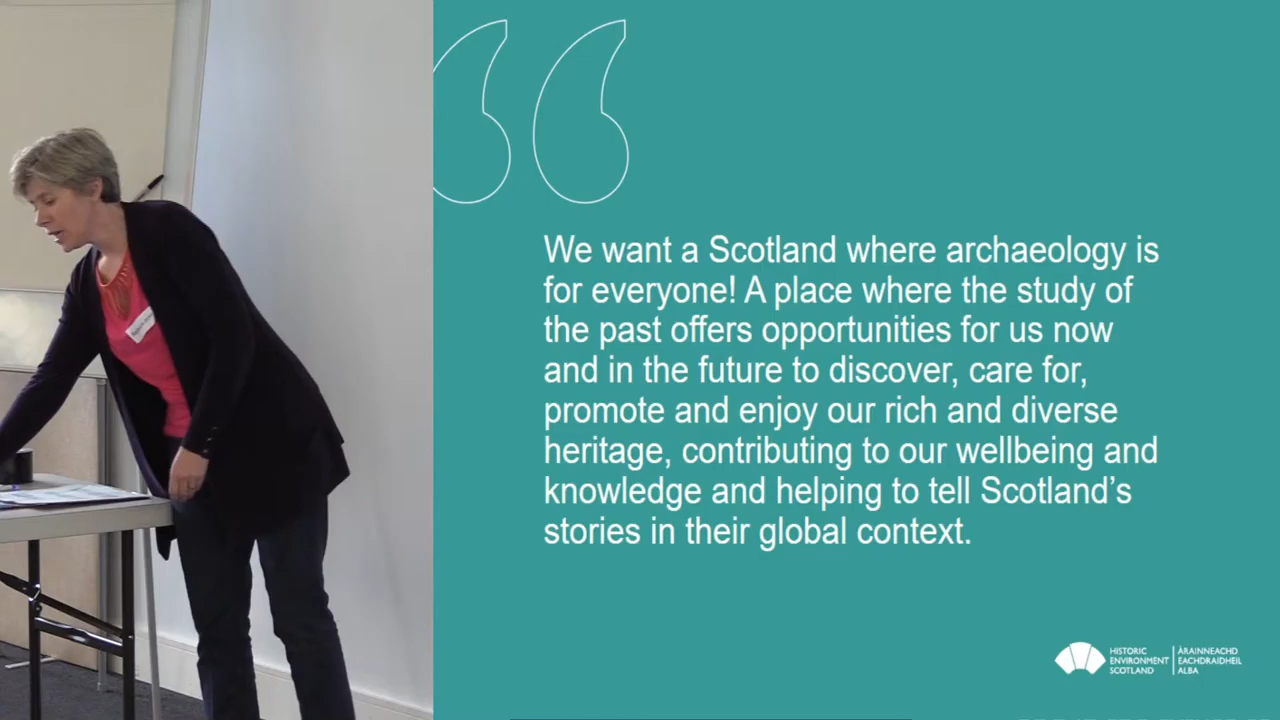 We want a Scotland where archaeology is
for everyone! A place where the study of
the past offers opportunities for us now
and in the future to discover, care for,
promote and enjoy our rich and diverse
heritage, contributing to our wellbeing and
knowledge and helping to tell Scotland’s
stories in their global context.
HISTORIC
ENVIRONMENT
SCOTLAND
ÀRAINNEACHD
EACHDRAIDHEIL
ALBA